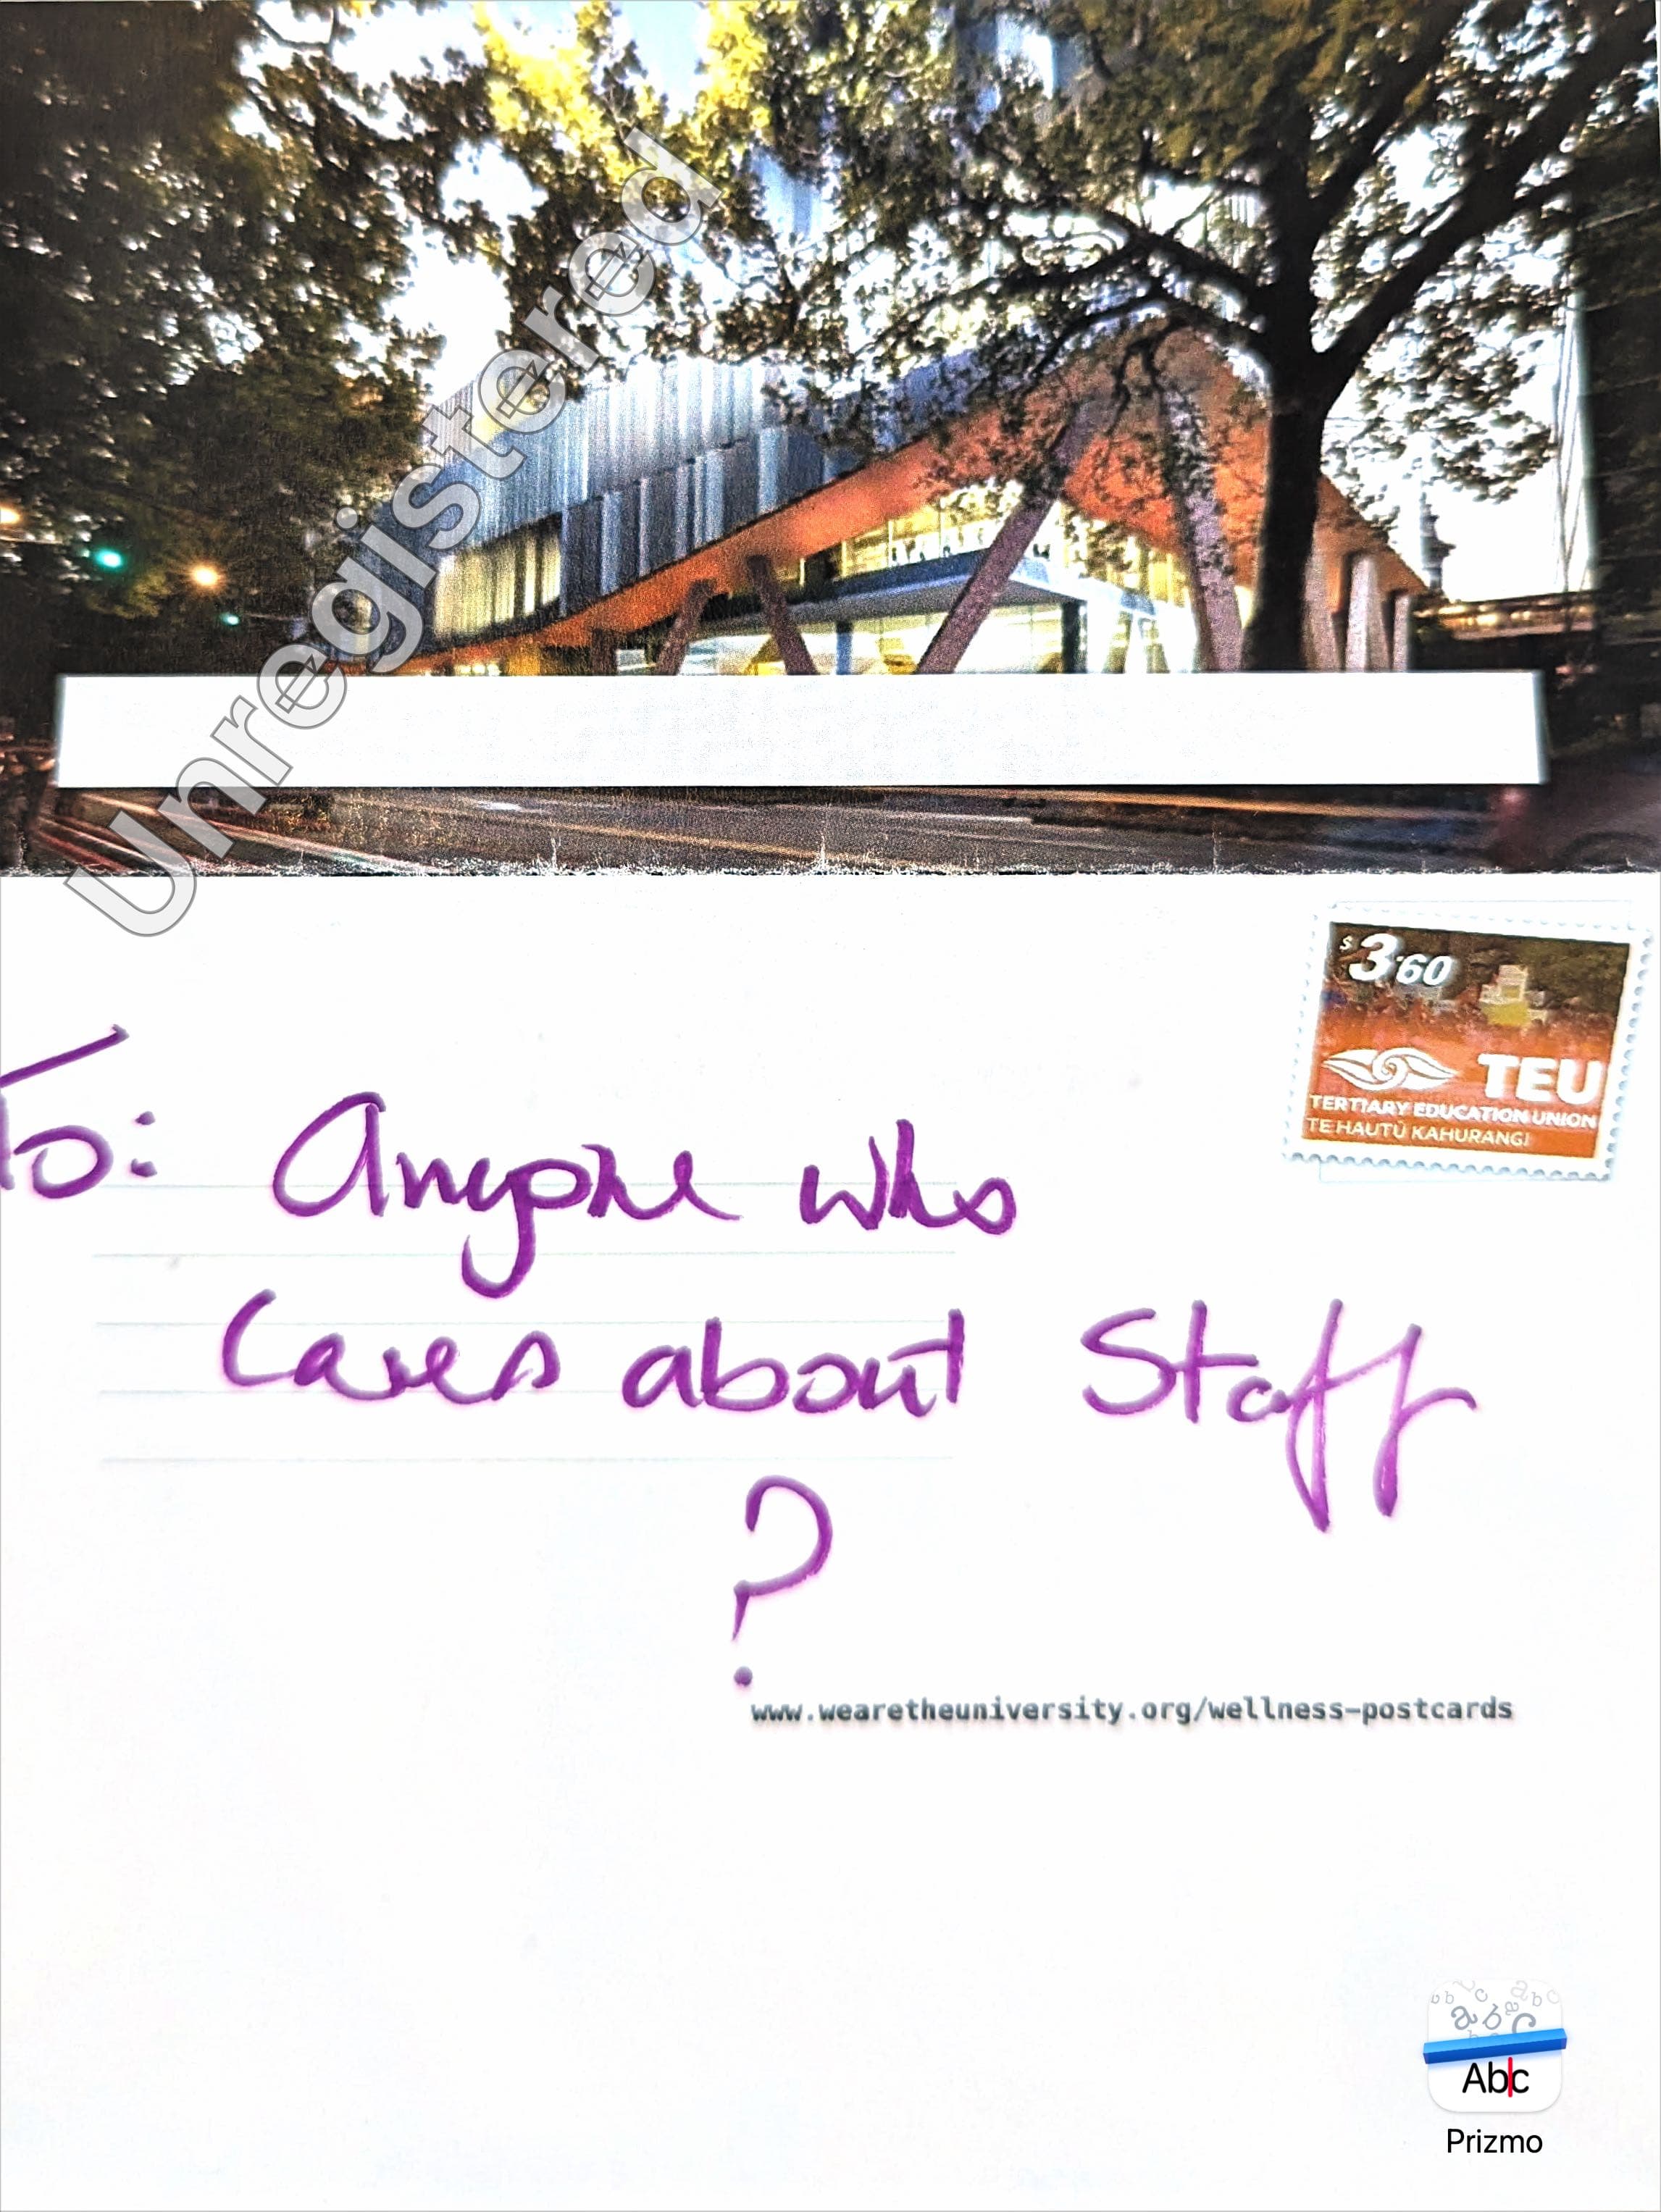 Unregistered
$3.60
TEU
TERTIARY EDUCATION UNION
TE HAUTŪ KAHURANGI
To: Anyone who
Cares about Staff
?
www.wearetheuniversity.org/wellness-postcards
Abc
Prizmo